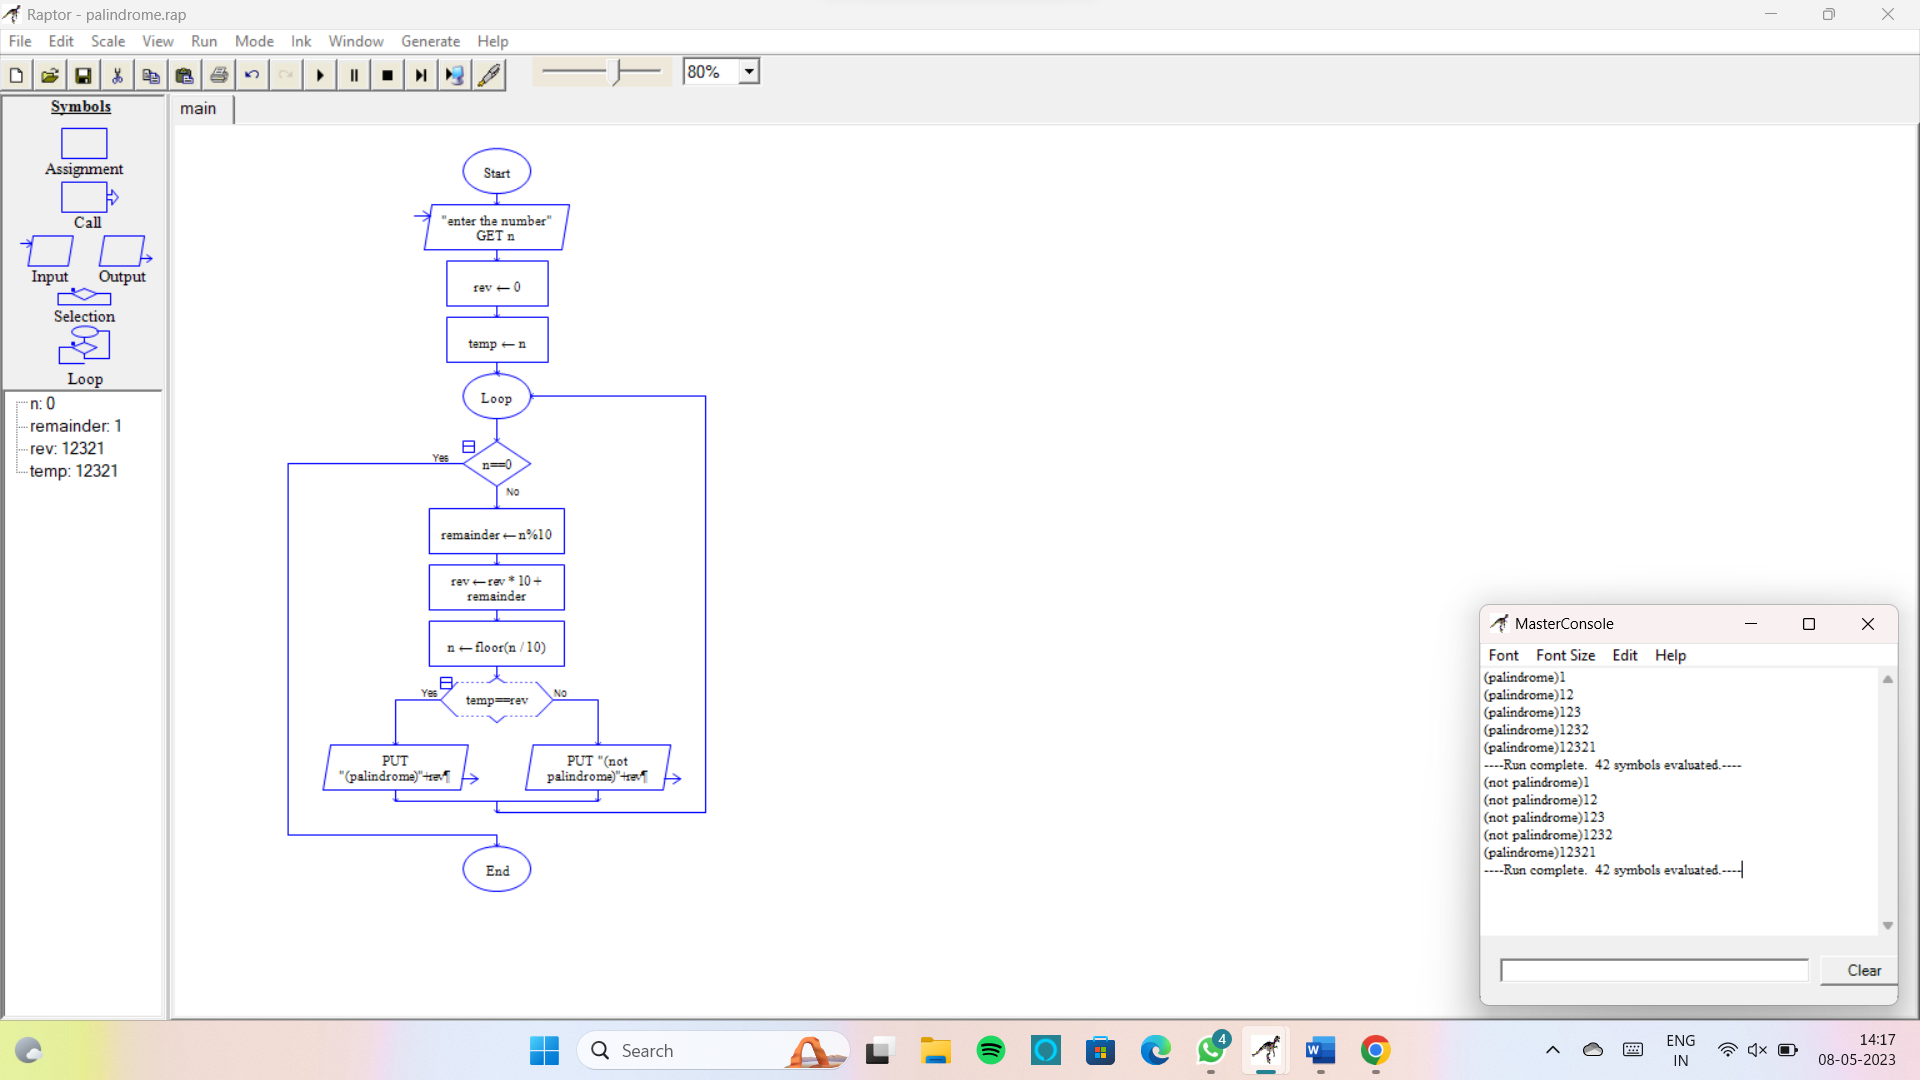 Raptor - palindrome.rap
File Edit Scale View Run Mode Ink Window Generate Help
80%
Symbols
Assignment
Call
Input Output
Selection
Loop
n: 0
remainder: 1
rev: 12321
temp: 12321
main
Start
"enter the number"
GET n
rev ← 0
temp ← n
Loop
Yes
n==0
No
remainder ← n%10
rev ← rev * 10 +
remainder
n ← floor(n / 10)
Yes
temp==rev
No
PUT
"(palindrome)"+rev¶
PUT "(not
palindrome)"+rev¶
End
MasterConsole
Font Font Size Edit Help
(palindrome)1
(palindrome)12
(palindrome)123
(palindrome)1232
(palindrome)12321
----Run complete.  42 symbols evaluated.----
(not palindrome)1
(not palindrome)12
(not palindrome)123
(not palindrome)1232
(palindrome)12321
----Run complete.  42 symbols evaluated.----
Clear
Search
4
W
ENG
IN
14:17
08-05-2023